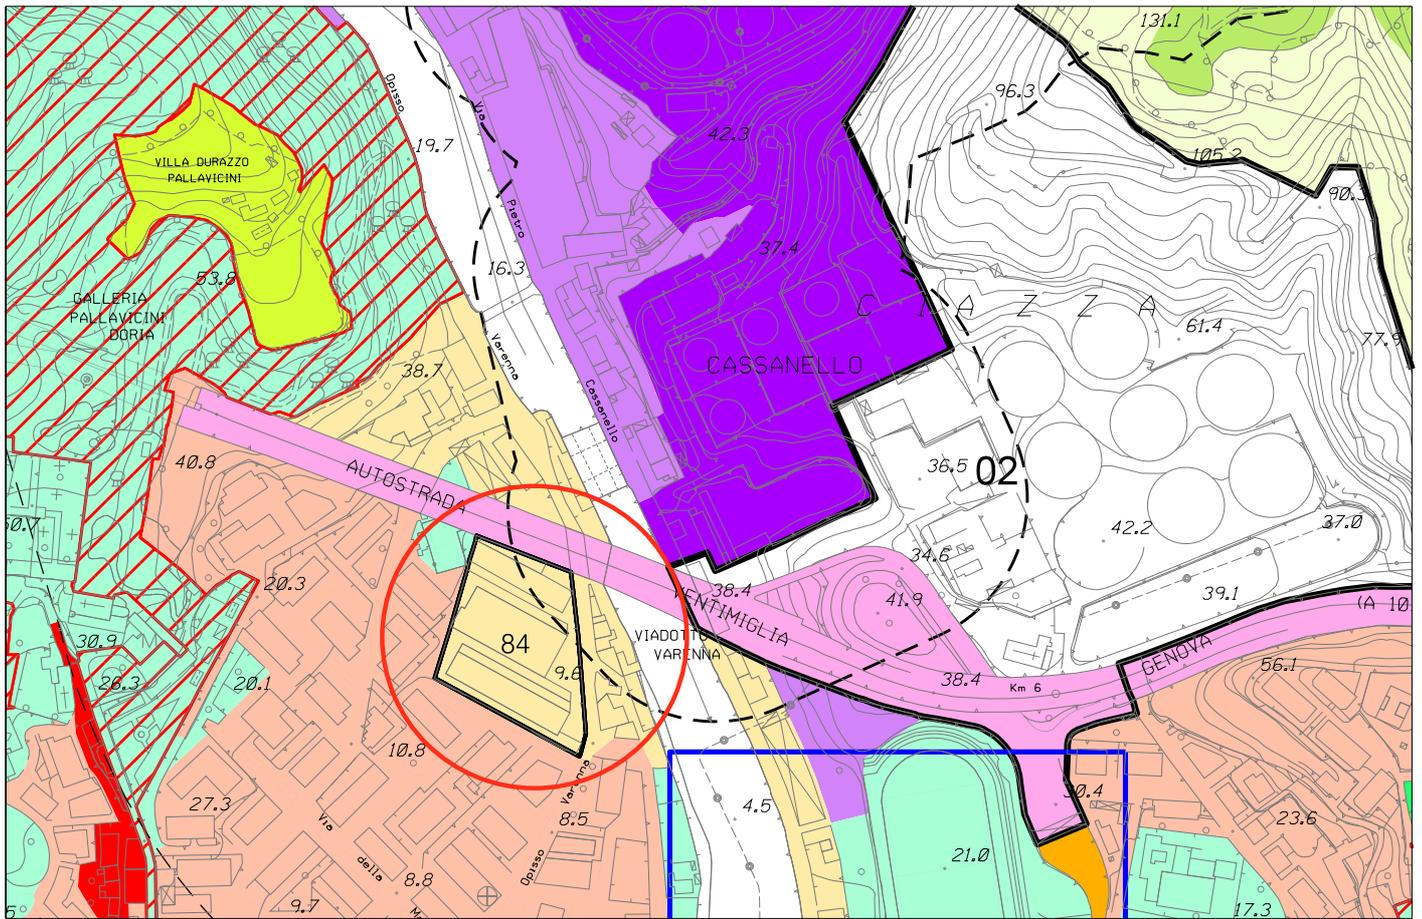 131.1
96.3
Opisso
Via
42.3
19.7
105.2
VILLA DURAZZO
PALLAVICINI
90.3
Pietro
37.4
16.3
53.8
GALLERIA
PALLAVICINI
DORIA
61.4
77.9
Varenna
CASSANELLO
38.7
Cassanello
40.8
AUTOSTRADA
36.5
02
50.7
42.2
37.0
34.6
20.3
38.4
39.1
41.9
VENTIMIGLIA
(A 10
30.9
84
9.8
VIADOTTO
VARENNA
GENOVA
56.1
26.3
20.1
38.4
Km 6
10.8
Varenna
30.4
27.3
4.5
8.5
23.6
Via
della
21.0
Opisso
8.8
9.7
17.3